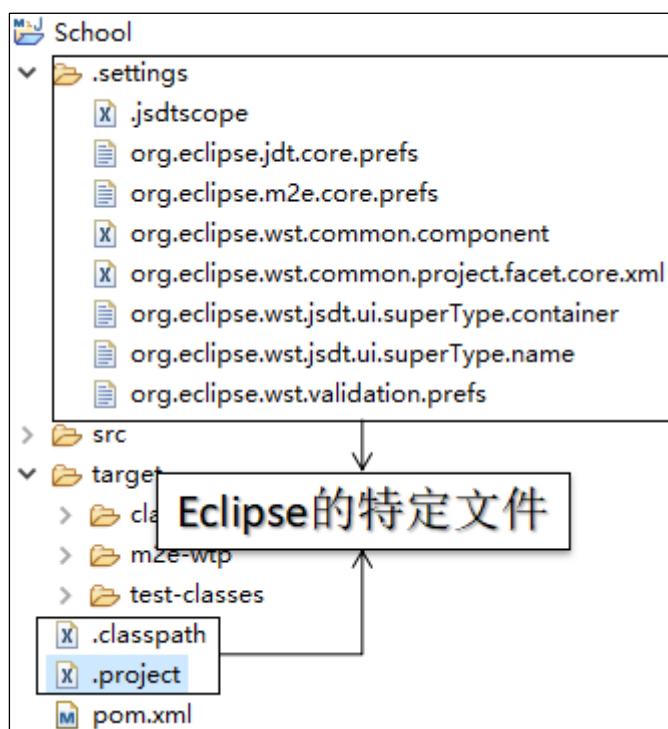 School
.settings
.jsdtscope
org.eclipse.jdt.core.prefs
org.eclipse.m2e.core.prefs
org.eclipse.wst.common.component
org.eclipse.wst.common.project.facet.core.xml
org.eclipse.wst.jsdt.ui.superType.container
org.eclipse.wst.jsdt.ui.superType.name
org.eclipse.wst.validation.prefs
src
target
Eclipse的特定文件
m2e-wtp
test-classes
.classpath
.project
pom.xml